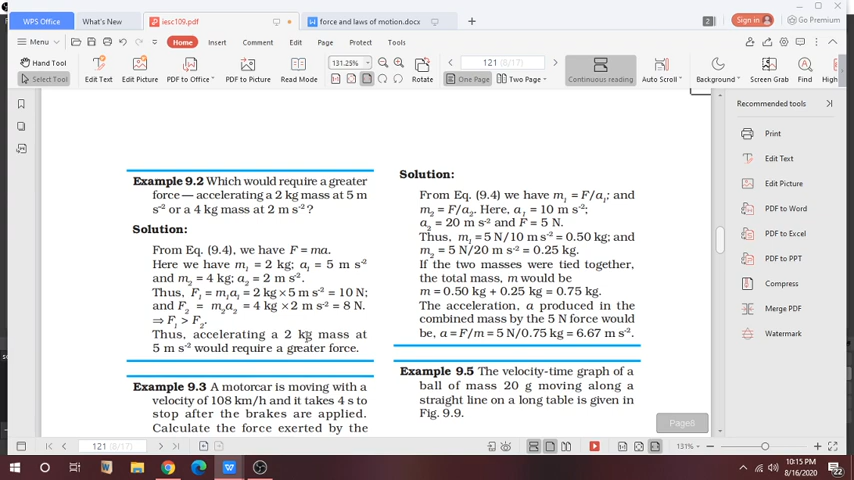 WPS Office
What's New
iesc109.pdf
force and laws of motion.docx
+
2
Sign in
Go Premium
Menu
Home
Insert
Comment
Edit
Page
Protect
Tools
Hand Tool
Select Tool
Edit Text
Edit Picture
PDF to Office
PDF to Picture
Read Mode
131.25%
Rotate
121 (8/17)
One Page
Two Page
Continuous reading
Auto Scroll
Background
Screen Grab
Find
High
Example 9.2 Which would require a greater
force — accelerating a 2 kg mass at 5 m
s⁻² or a 4 kg mass at 2 m s⁻²?
Solution:
From Eq. (9.4), we have F = ma.
Here we have m₁ = 2 kg; a₁ = 5 m s⁻²
and m₂ = 4 kg; a₂ = 2 m s⁻².
Thus, F₁ = m₁a₁ = 2 kg × 5 m s⁻² = 10 N;
and F₂ = m₂a₂ = 4 kg × 2 m s⁻² = 8 N.
⇒ F₁ > F₂.
Thus, accelerating a 2 kg mass at
5 m s⁻² would require a greater force.
Example 9.3 A motorcar is moving with a
velocity of 108 km/h and it takes 4 s to
stop after the brakes are applied.
Calculate the force exerted by the
Solution:
From Eq. (9.4) we have m₁ = F/a₁; and
m₂ = F/a₂. Here, a₁ = 10 m s⁻²;
a₂ = 20 m s⁻² and F = 5 N.
Thus, m₁ = 5 N/10 m s⁻² = 0.50 kg; and
m₂ = 5 N/20 m s⁻² = 0.25 kg.
If the two masses were tied together,
the total mass, m would be
m = 0.50 kg + 0.25 kg = 0.75 kg.
The acceleration, a produced in the
combined mass by the 5 N force would
be, a = F/m = 5 N/0.75 kg = 6.67 m s⁻².
Example 9.5 The velocity-time graph of a
ball of mass 20 g moving along a
straight line on a long table is given in
Fig. 9.9.
Page8
Recommended tools
Print
Edit Text
Edit Picture
PDF to Word
PDF to Excel
PDF to PPT
Compress
Merge PDF
Watermark
121 (8/17)
131%
10:15 PM
8/16/2020
22